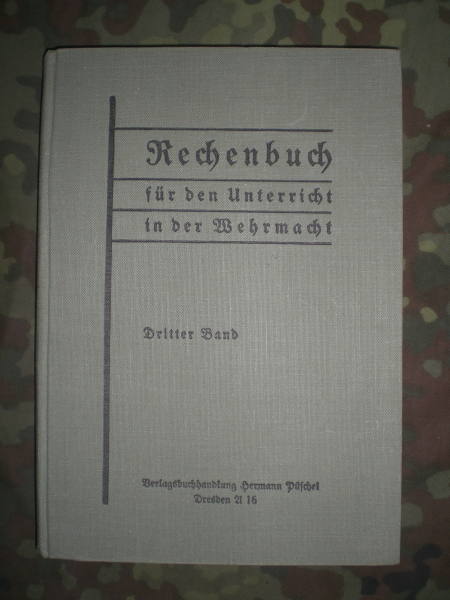 Rechenbuch
für den Unterricht
in der Wehrmacht
Dritter Band
Verlagsbuchhandlung Hermann Püschel
Dresden A 16